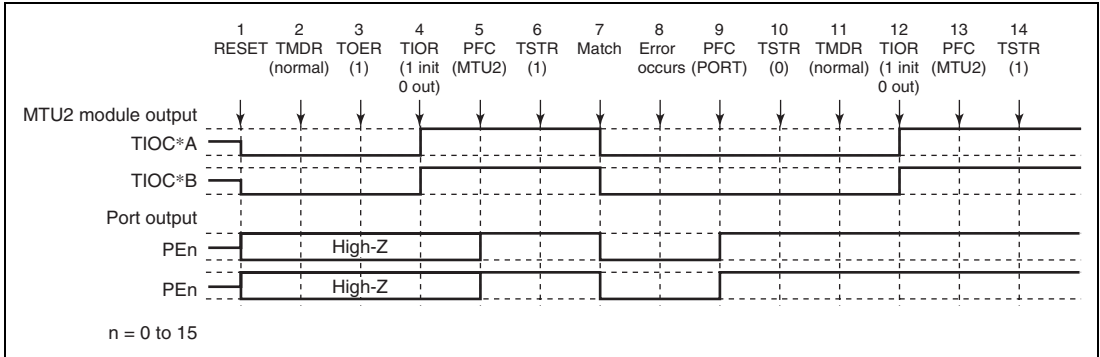 1 2 3 4 5 6 7 8 9 10 11 12 13 14
RESET TMDR TOER TIOR PFC TSTR Match Error PFC TSTR TMDR TIOR PFC TSTR
(normal) (1) (1 init (MTU2) (1) occurs (PORT) (0) (normal) (1 init (MTU2) (1)
0 out) 0 out)
MTU2 module output
TIOC*A
TIOC*B
Port output
PEn High-Z
PEn High-Z
n = 0 to 15